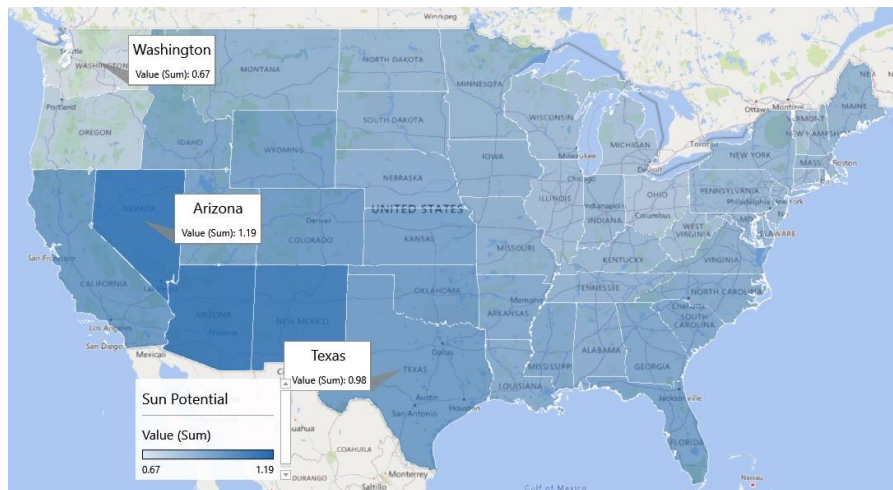 Winnipeg
Washington
Value (Sum): 0.67
Seattle
WASHINGTON
Portland
OREGON
MONTANA
NORTH DAKOTA
MINNESOTA
IDAHO
WYOMING
SOUTH DAKOTA
WISCONSIN
MICHIGAN
Ottawa
Montreal
VERMONT
MAINE
NEW HAMPSHIRE
Toronto
NEW YORK
MASS
Boston
Milwaukee
Detroit
IOWA
Chicago
NEBRASKA
NEVADA
Arizona
Value (Sum): 1.19
Denver
COLORADO
UNITED STATES
KANSAS
MISSOURI
ILLINOIS
Indianapolis
INDIANA
OHIO
Columbus
PENNSYLVANIA
Philadelphia
New York
MD
DELAWARE
WEST
VIRGINIA
VIRGINIA
KENTUCKY
San Francisco
CALIFORNIA
Los Angeles
San Diego
Mexicali
ARIZONA
Phoenix
NEW MEXICO
OKLAHOMA
ARKANSAS
Memphis
TENNESSEE
NORTH CAROLINA
Charlotte
SOUTH
CAROLINA
Texas
Value (Sum): 0.98
TEXAS
Dallas
Austin
San Antonio
Houston
LOUISIANA
MISSISSIPPI
ALABAMA
GEORGIA
Jacksonville
FLORIDA
Sun Potential
Value (Sum)
0.67
1.19
COAHUILA
DURANGO
Saltillo
Monterrey
Gulf of Mexico
Nassau